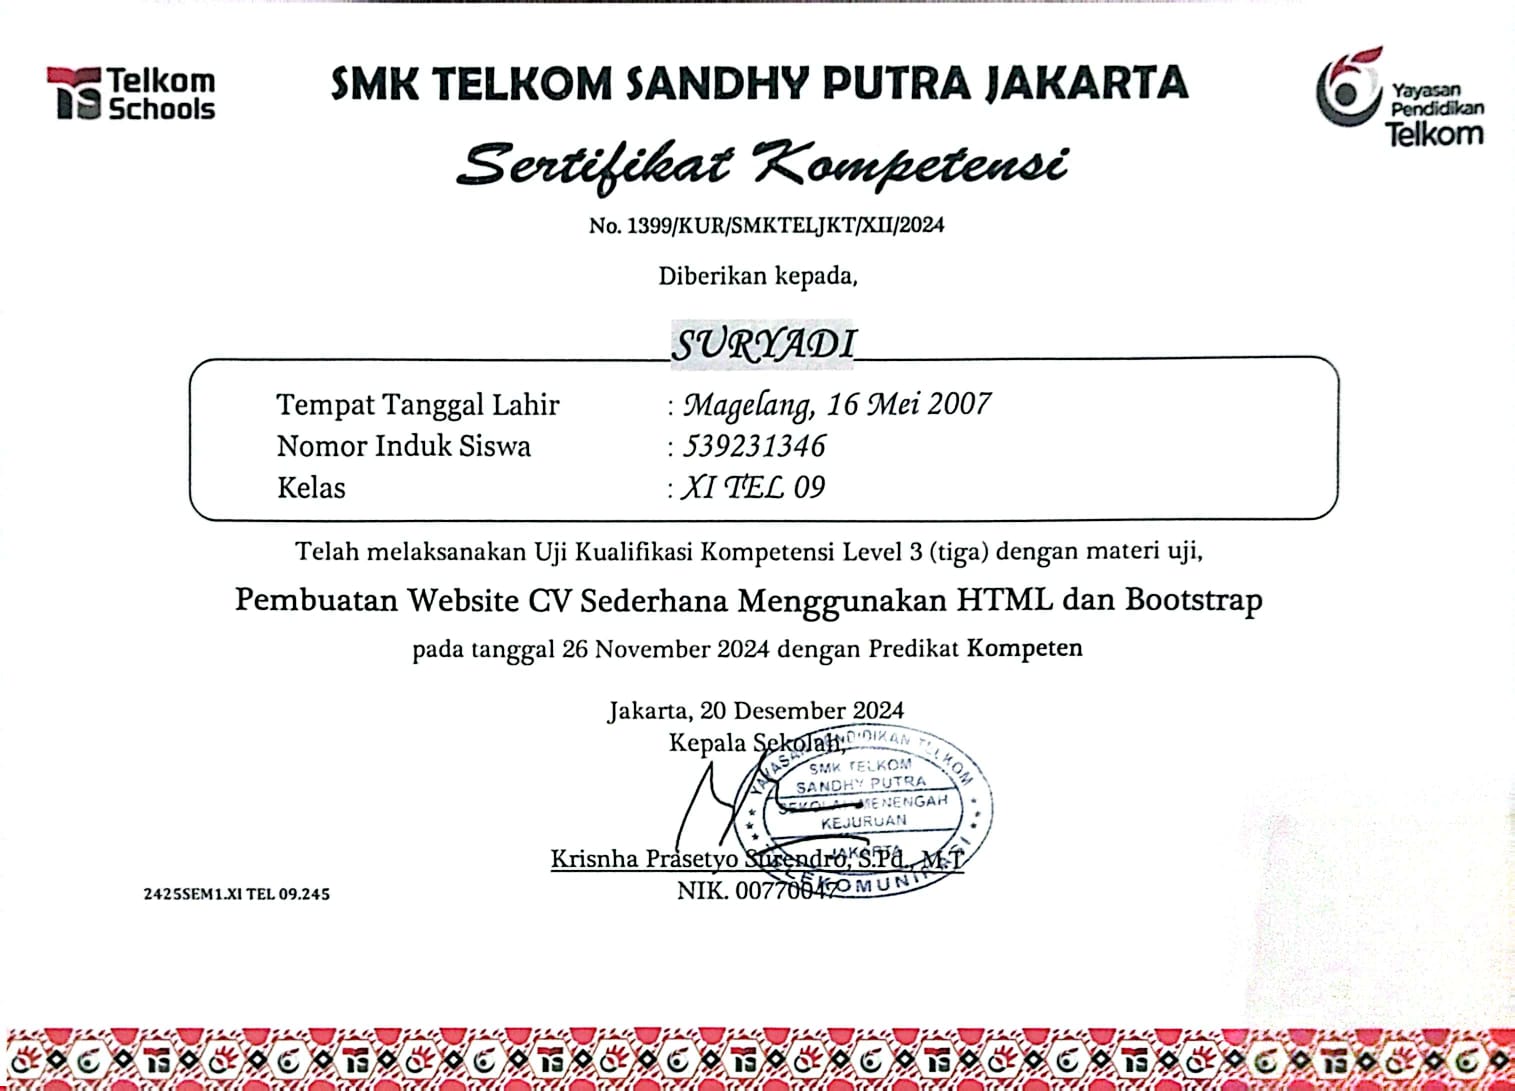 Telkom
Schools
SMK TELKOM SANDHY PUTRA JAKARTA
Yayasan
Pendidikan
Telkom
Sertifikat Kompetensi
No. 1399/KUR/SMKTELJKT/XII/2024
Diberikan kepada,
SURYADI
Tempat Tanggal Lahir : Magelang, 16 Mei 2007
Nomor Induk Siswa : 539231346
Kelas : XI TEL 09
Telah melaksanakan Uji Kualifikasi Kompetensi Level 3 (tiga) dengan materi uji,
Pembuatan Website CV Sederhana Menggunakan HTML dan Bootstrap
pada tanggal 26 November 2024 dengan Predikat Kompeten
Jakarta, 20 Desember 2024
Kepala Sekolah,
YAYASAN PENDIDIKAN TELKOM
SMK TELKOM
SANDHY PUTRA
SEKOLAH MENENGAH
KEJURUAN
JAKARTA
TELEKOMUNIKASI
Krisnha Prasetyo Surendro, S.Pd., M.T
NIK. 00770047
2425SEM1.XI TEL 09.245